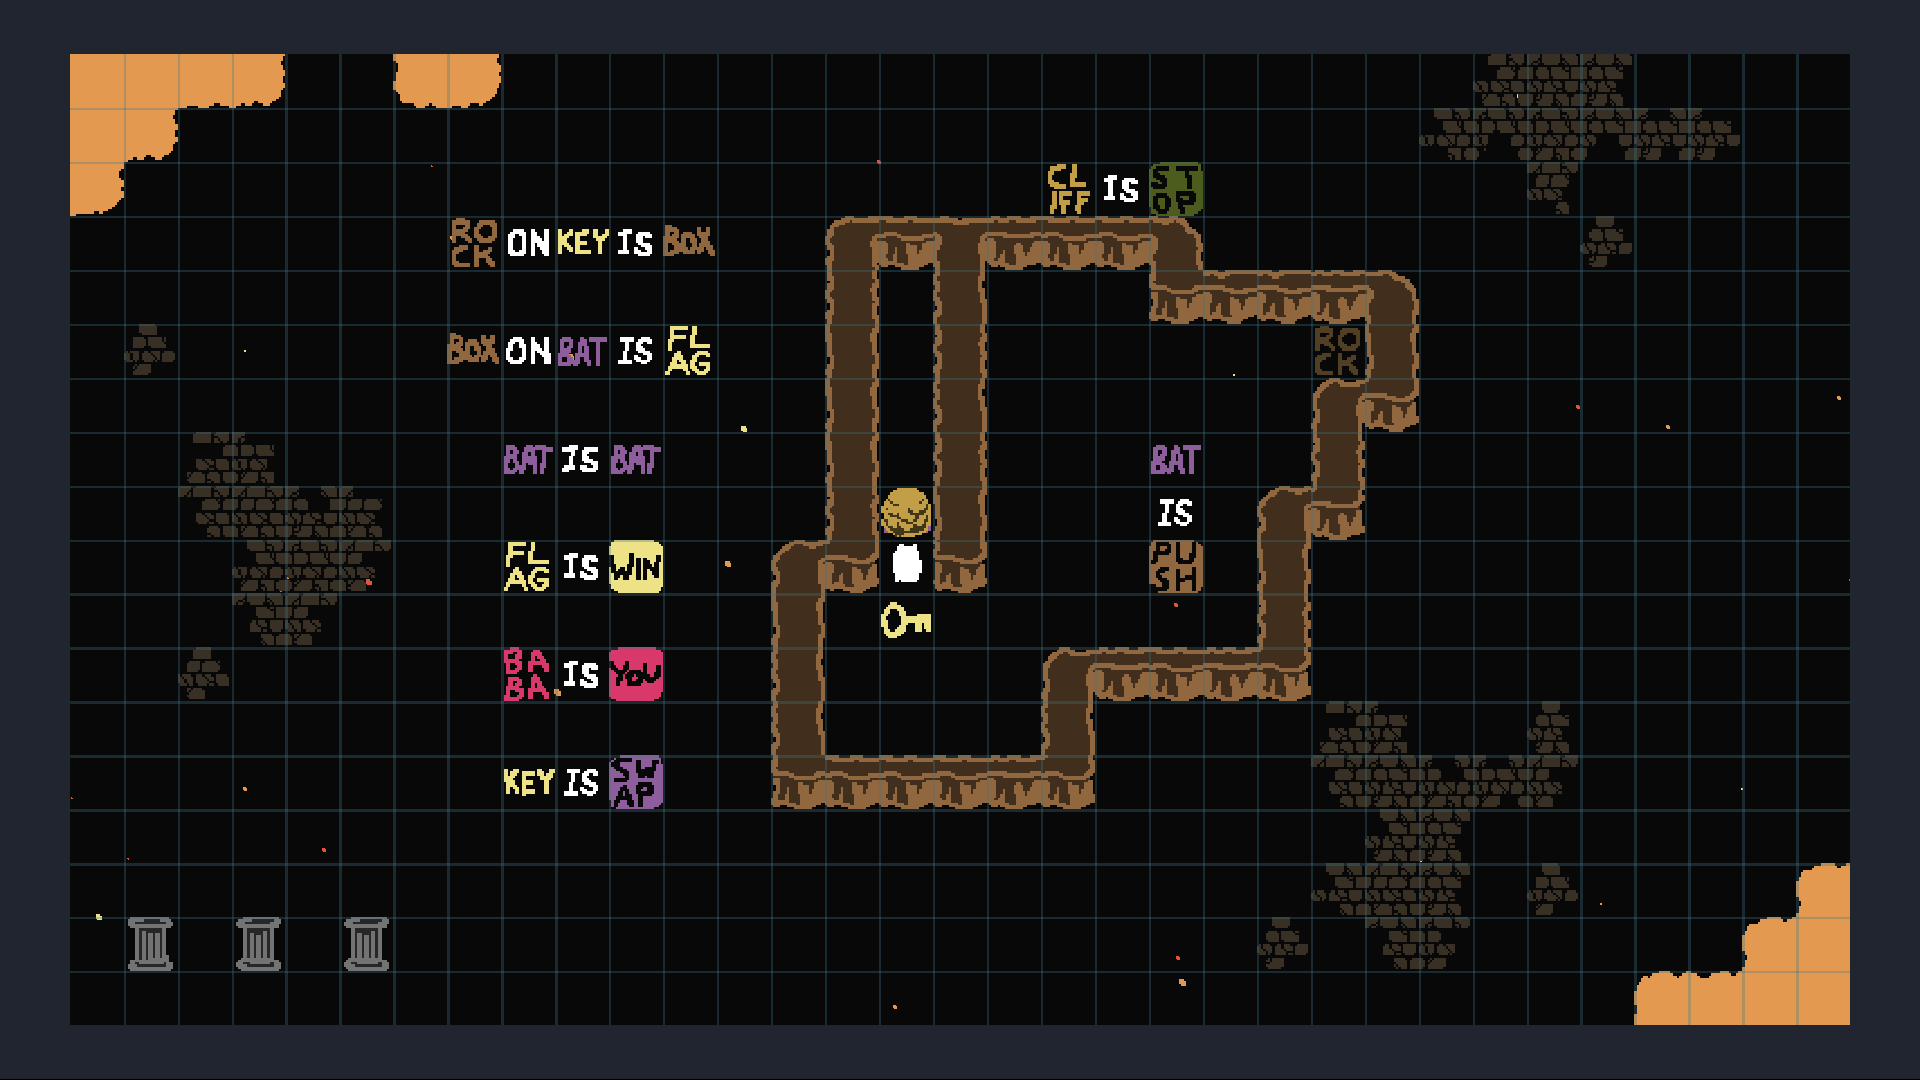 CLIFF IS STOP
ROCK ON KEY IS BOX
BOX ON BAT IS FLAG
ROCK
BAT IS BAT
BAT
IS
PUSH
FLAG IS WIN
BABA IS YOU
KEY IS SWAP